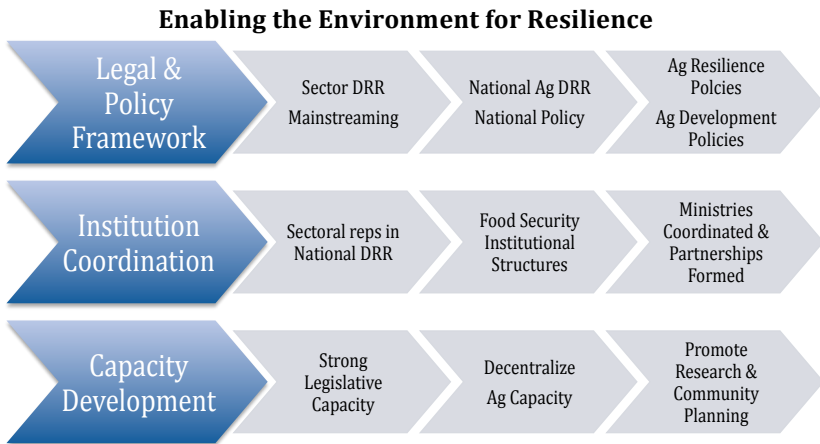 Enabling the Environment for Resilience
Legal &
Policy
Framework
Sector DRR
Mainstreaming
National Ag DRR
National Policy
Ag Resilience
Polcies
Ag Development
Policies
Institution
Coordination
Sectoral reps in
National DRR
Food Security
Institutional
Structures
Ministries
Coordinated &
Partnerships
Formed
Capacity
Development
Strong
Legislative
Capacity
Decentralize
Ag Capacity
Promote
Research &
Community
Planning